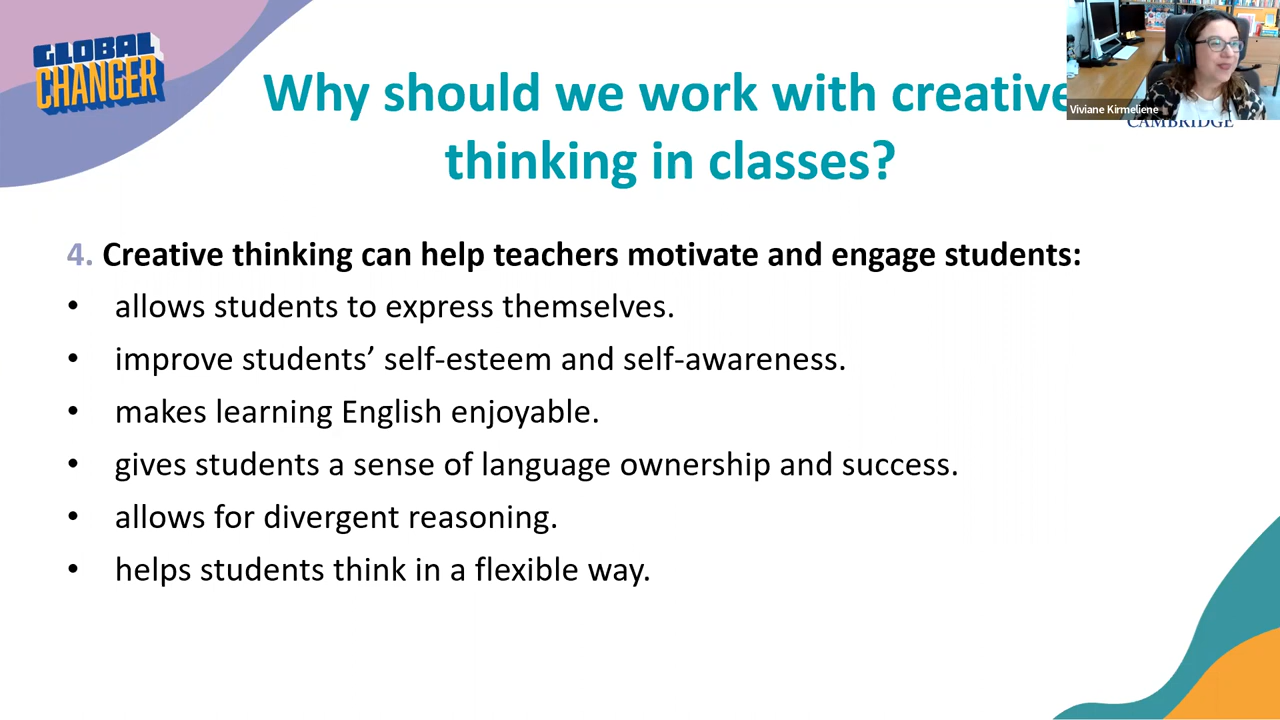 GLOBAL
CHANGER
Why should we work with creative
thinking in classes?
Viviane Kirmeliene
CAMBRIDGE
4. Creative thinking can help teachers motivate and engage students:
• allows students to express themselves.
• improve students’ self-esteem and self-awareness.
• makes learning English enjoyable.
• gives students a sense of language ownership and success.
• allows for divergent reasoning.
• helps students think in a flexible way.